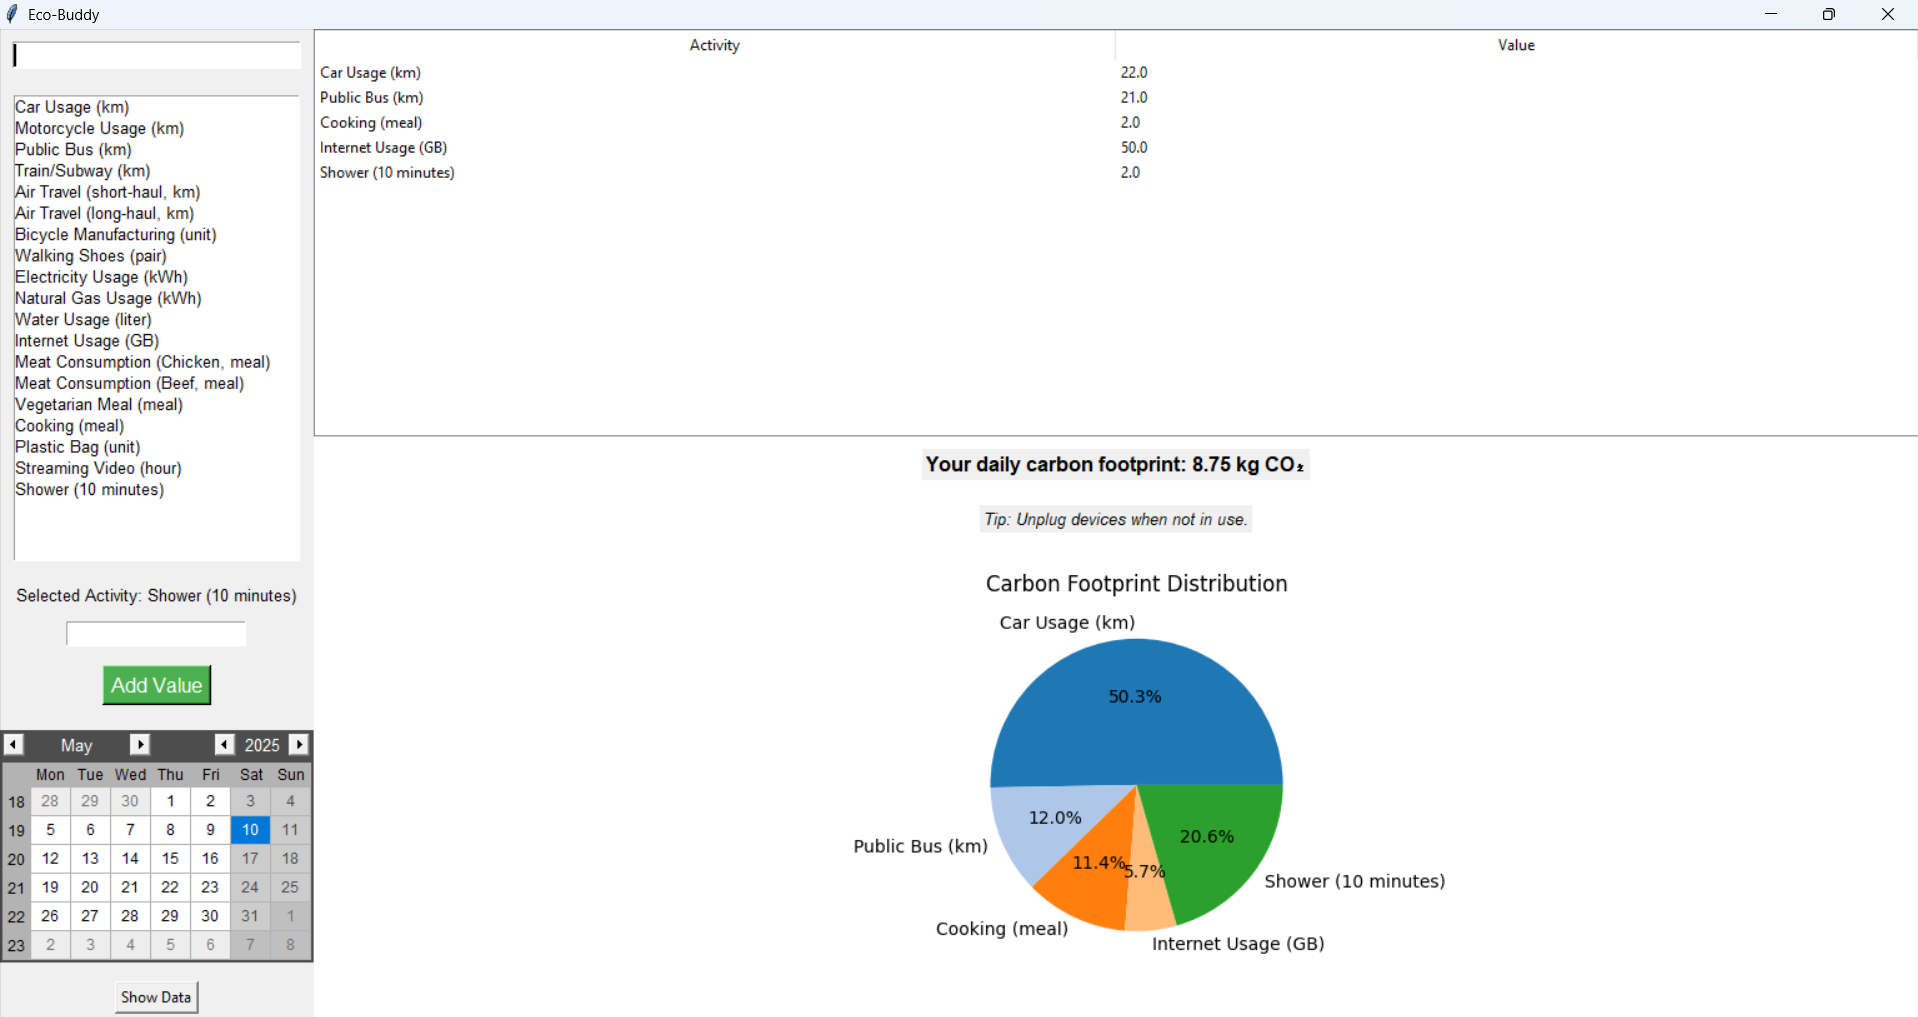 Eco-Buddy
Car Usage (km)
Motorcycle Usage (km)
Public Bus (km)
Train/Subway (km)
Air Travel (short-haul, km)
Air Travel (long-haul, km)
Bicycle Manufacturing (unit)
Walking Shoes (pair)
Electricity Usage (kWh)
Natural Gas Usage (kWh)
Water Usage (liter)
Internet Usage (GB)
Meat Consumption (Chicken, meal)
Meat Consumption (Beef, meal)
Vegetarian Meal (meal)
Cooking (meal)
Plastic Bag (unit)
Streaming Video (hour)
Shower (10 minutes)
Selected Activity: Shower (10 minutes)
Add Value
May 2025
Mon Tue Wed Thu Fri Sat Sun
18 28 29 30 1 2 3 4
19 5 6 7 8 9 10 11
20 12 13 14 15 16 17 18
21 19 20 21 22 23 24 25
22 26 27 28 29 30 31 1
23 2 3 4 5 6 7 8
Show Data
Activity Value
Car Usage (km) 22.0
Public Bus (km) 21.0
Cooking (meal) 2.0
Internet Usage (GB) 50.0
Shower (10 minutes) 2.0
Your daily carbon footprint: 8.75 kg CO₂
Tip: Unplug devices when not in use.
Carbon Footprint Distribution
Car Usage (km)
50.3%
12.0%
Public Bus (km)
11.4%
Cooking (meal)
5.7%
Internet Usage (GB)
20.6%
Shower (10 minutes)